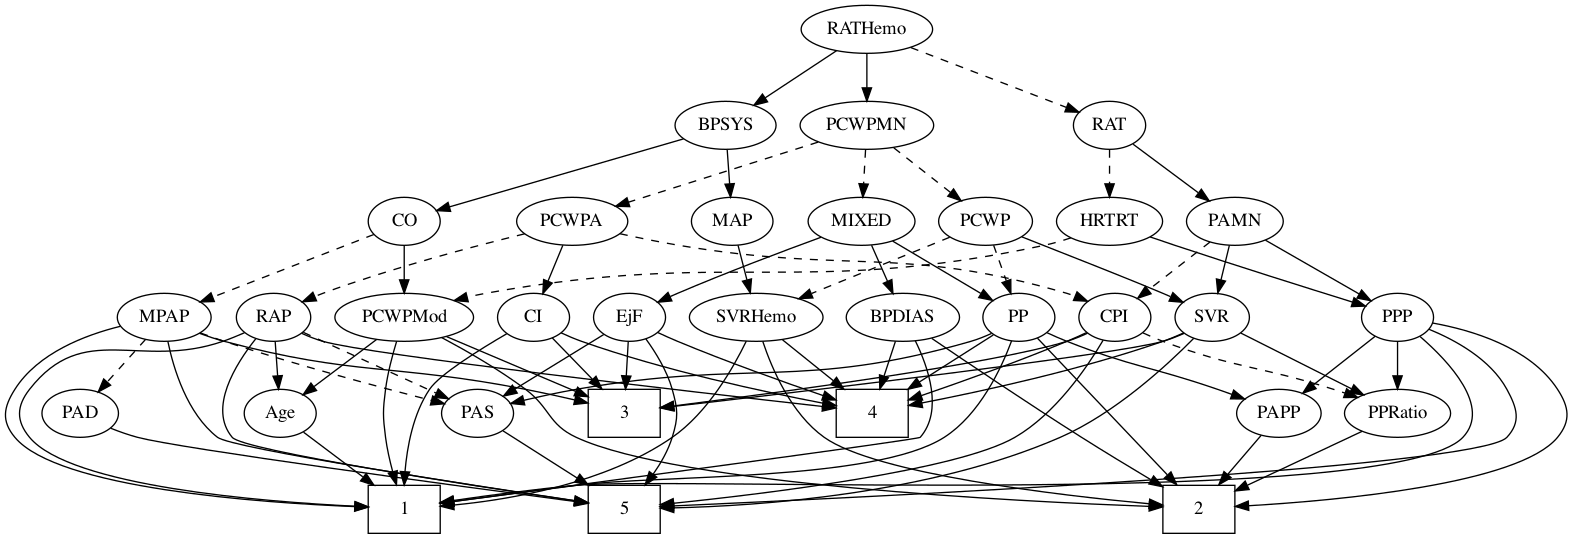 RATHemo
BPSYS
PCWPMN
RAT
CO
PCWPA
MAP
MIXED
PCWP
HRTRT
PAMN
MPAP
RAP
PCWPMod
CI
EjF
SVRHemo
BPDIAS
PP
CPI
SVR
PPP
PAD
Age
PAS
3
4
PAPP
PPRatio
1
5
2